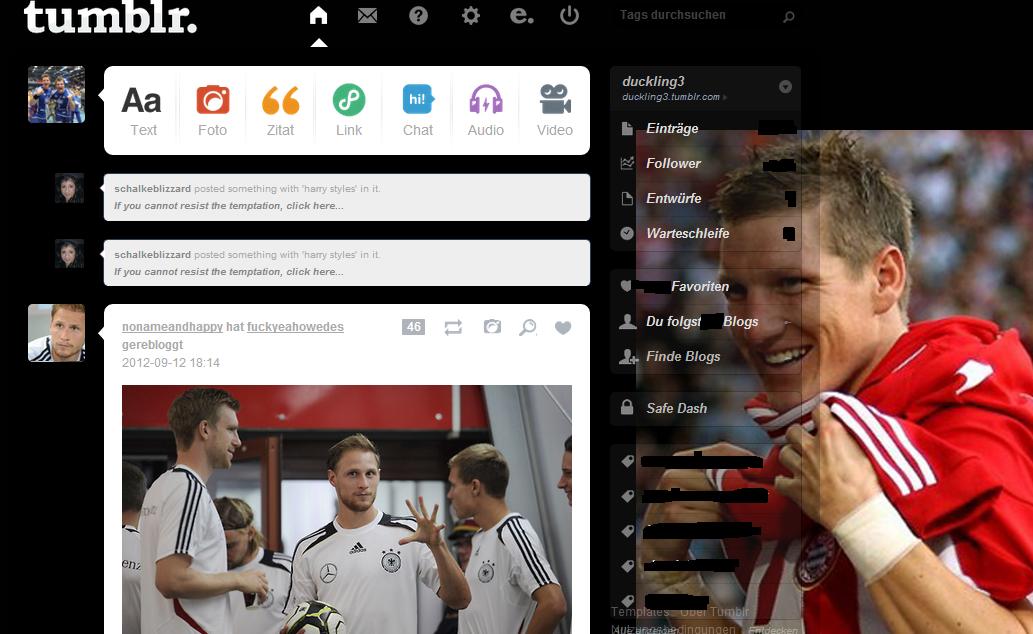 tumblr.
e.
Tags durchsuchen
Aa
hi!
Text
Foto
Zitat
Link
Chat
Audio
Video
schalkeblizzard posted something with 'harry styles' in it.
If you cannot resist the temptation, click here...
schalkeblizzard posted something with 'harry styles' in it.
If you cannot resist the temptation, click here...
nonameandhappy hat fuckyeahowedes
gerebloggt
46
2012-09-12 18:14
adidas
duckling3
duckling3.tumblr.com
Einträge
Follower
Entwürfe
Warteschleife
Favoriten
Du folgst Blogs
Finde Blogs
Safe Dash
Templates Über Tumblr
Entdecken